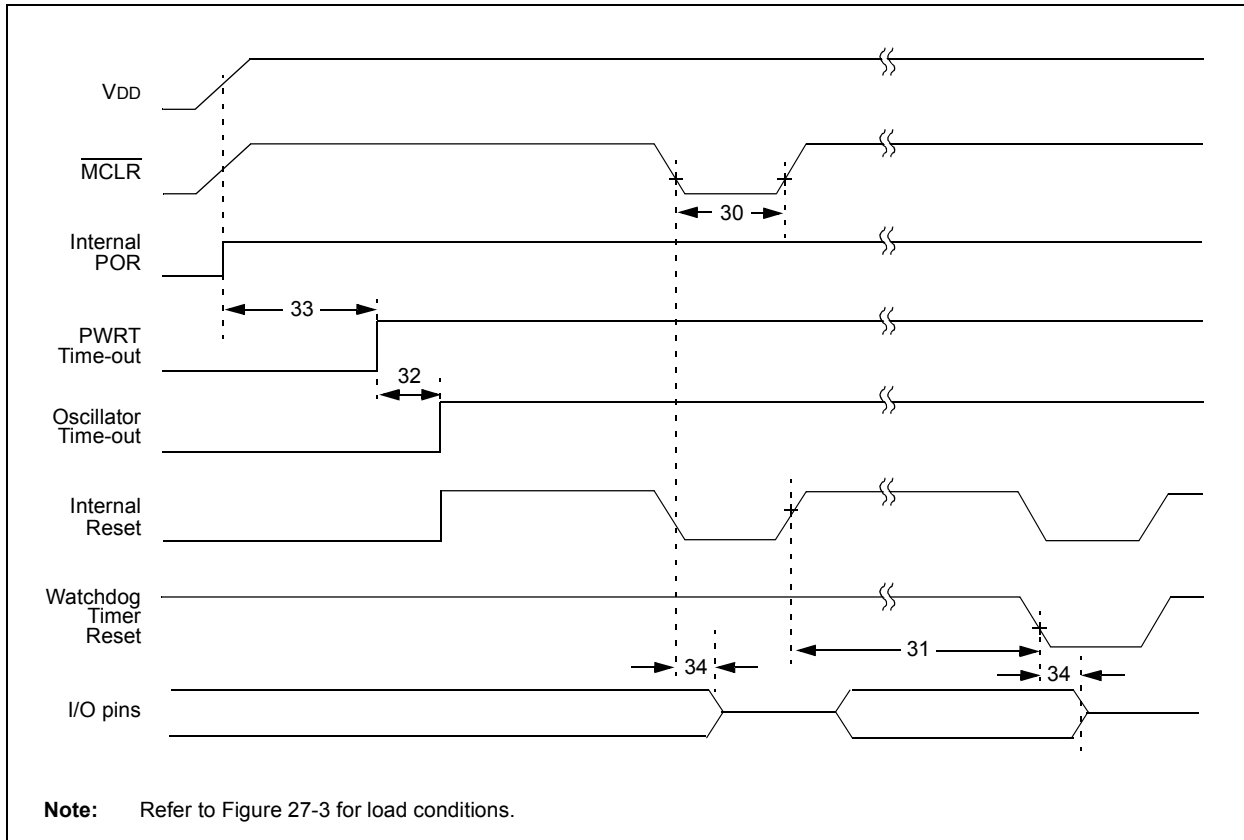 VDD
MCLR
30
Internal
POR
33
PWRT
Time-out
32
Oscillator
Time-out
Internal
Reset
Watchdog
Timer
Reset
31
34
34
I/O pins
Note: Refer to Figure 27-3 for load conditions.